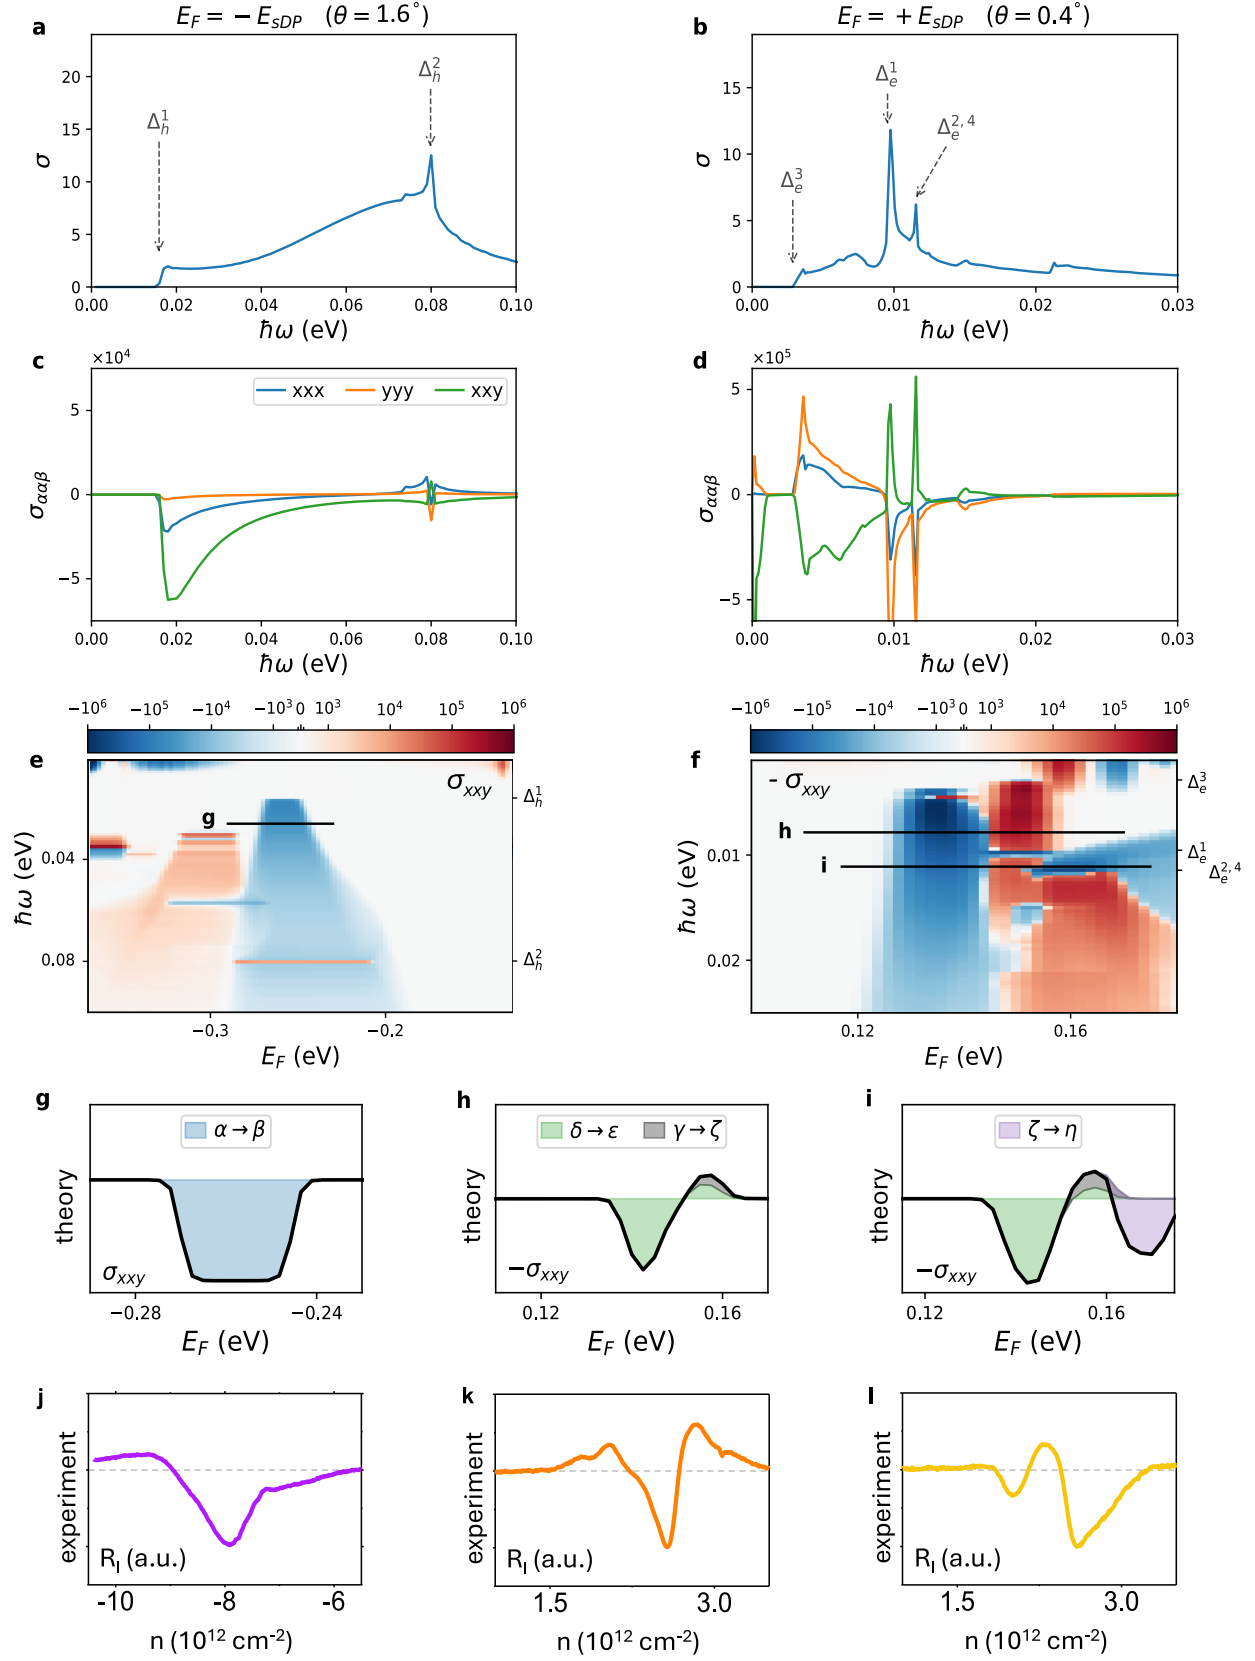 E_F = − E_sDP (θ = 1.6°)
E_F = + E_sDP (θ = 0.4°)
a
σ
20
15
10
5
0
Δ_h^1
Δ_h^2
0.00 0.02 0.04 0.06 0.08 0.10
ħω (eV)
b
σ
15
10
5
0
Δ_e^3
Δ_e^1
Δ_e^{2, 4}
0.00 0.01 0.02 0.03
ħω (eV)
c
×10^4
xxx yyy xxy
σ_ααβ
5
0
−5
0.00 0.02 0.04 0.06 0.08 0.10
ħω (eV)
d
×10^5
σ_ααβ
5
0
−5
0.00 0.01 0.02 0.03
ħω (eV)
−10^6 −10^5 −10^4 −10^3 0 10^3 10^4 10^5 10^6
e
σ_xxy
g
Δ_h^1
Δ_h^2
0.04
0.08
ħω (eV)
−0.3 −0.2
E_F (eV)
−10^6 −10^5 −10^4 −10^3 0 10^3 10^4 10^5 10^6
f
- σ_xxy
h
i
Δ_e^3
Δ_e^1
Δ_e^{2, 4}
0.01
0.02
ħω (eV)
0.12 0.16
E_F (eV)
g
α → β
theory
σ_xxy
−0.28 −0.24
E_F (eV)
h
δ → ε γ → ζ
theory
−σ_xxy
0.12 0.16
E_F (eV)
i
ζ → η
theory
−σ_xxy
0.12 0.16
E_F (eV)
j
experiment
R_I (a.u.)
-10 -8 -6
n (10^12 cm^-2)
k
experiment
R_I (a.u.)
1.5 3.0
n (10^12 cm^-2)
l
experiment
R_I (a.u.)
1.5 3.0
n (10^12 cm^-2)